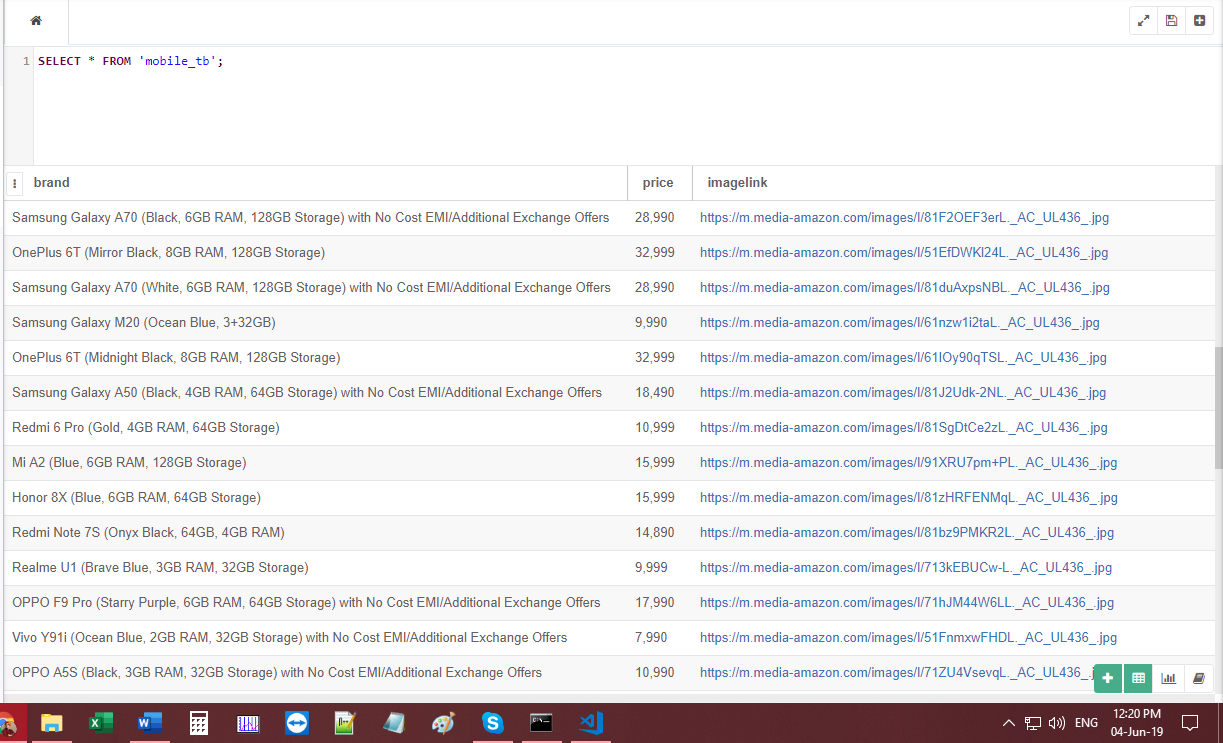 1 SELECT * FROM 'mobile_tb';
brand price imagelink
Samsung Galaxy A70 (Black, 6GB RAM, 128GB Storage) with No Cost EMI/Additional Exchange Offers 28,990 https://m.media-amazon.com/images/I/81F2OEF3erL._AC_UL436_.jpg
OnePlus 6T (Mirror Black, 8GB RAM, 128GB Storage) 32,999 https://m.media-amazon.com/images/I/51EfDWKl24L._AC_UL436_.jpg
Samsung Galaxy A70 (White, 6GB RAM, 128GB Storage) with No Cost EMI/Additional Exchange Offers 28,990 https://m.media-amazon.com/images/I/81duAxpsNBL._AC_UL436_.jpg
Samsung Galaxy M20 (Ocean Blue, 3+32GB) 9,990 https://m.media-amazon.com/images/I/61nzw1i2taL._AC_UL436_.jpg
OnePlus 6T (Midnight Black, 8GB RAM, 128GB Storage) 32,999 https://m.media-amazon.com/images/I/61IOy90qTSL._AC_UL436_.jpg
Samsung Galaxy A50 (Black, 4GB RAM, 64GB Storage) with No Cost EMI/Additional Exchange Offers 18,490 https://m.media-amazon.com/images/I/81J2Udk-2NL._AC_UL436_.jpg
Redmi 6 Pro (Gold, 4GB RAM, 64GB Storage) 10,999 https://m.media-amazon.com/images/I/81SgDtCe2zL._AC_UL436_.jpg
Mi A2 (Blue, 6GB RAM, 128GB Storage) 15,999 https://m.media-amazon.com/images/I/91XRU7pm+PL._AC_UL436_.jpg
Honor 8X (Blue, 6GB RAM, 64GB Storage) 15,999 https://m.media-amazon.com/images/I/81zHRFENMqL._AC_UL436_.jpg
Redmi Note 7S (Onyx Black, 64GB, 4GB RAM) 14,890 https://m.media-amazon.com/images/I/81bz9PMKR2L._AC_UL436_.jpg
Realme U1 (Brave Blue, 3GB RAM, 32GB Storage) 9,999 https://m.media-amazon.com/images/I/713kEBUCw-L._AC_UL436_.jpg
OPPO F9 Pro (Starry Purple, 6GB RAM, 64GB Storage) with No Cost EMI/Additional Exchange Offers 17,990 https://m.media-amazon.com/images/I/71hJM44W6LL._AC_UL436_.jpg
Vivo Y91i (Ocean Blue, 2GB RAM, 32GB Storage) with No Cost EMI/Additional Exchange Offers 7,990 https://m.media-amazon.com/images/I/51FnmxwFHDL._AC_UL436_.jpg
OPPO A5S (Black, 3GB RAM, 32GB Storage) with No Cost EMI/Additional Exchange Offers 10,990 https://m.media-amazon.com/images/I/71ZU4VsevqL._AC_UL436_.j
ENG 12:20 PM
04-Jun-19